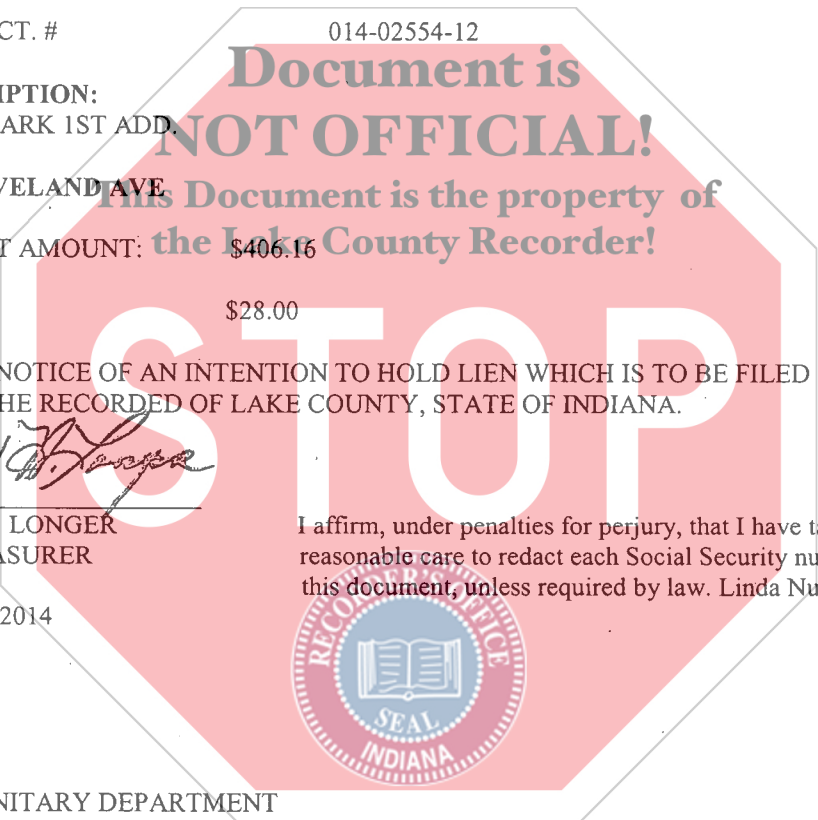 CT. # 014-02554-12
Document is
IPTION:
ARK 1ST ADD.
NOT OFFICIAL!
VELAND AVE
This Document is the property of
T AMOUNT: $406.16
the Lake County Recorder!
$28.00
STOP
NOTICE OF AN INTENTION TO HOLD LIEN WHICH IS TO BE FILED
HE RECORDED OF LAKE COUNTY, STATE OF INDIANA.
LONGER I affirm, under penalties for perjury, that I have ta
ASURER reasonable care to redact each Social Security nu
this document, unless required by law. Linda Nu
2014
RECORDER'S OFFICE
SEAL
INDIANA
NITARY DEPARTMENT